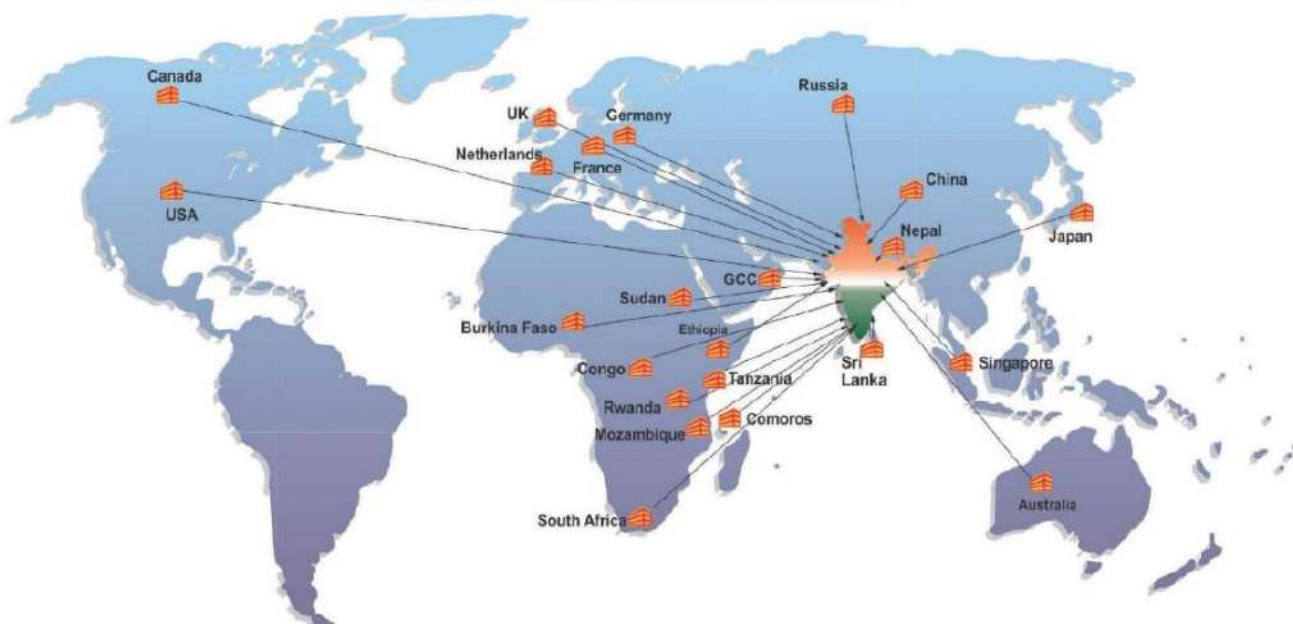 Canada
Russia
UK
Germany
Netherlands
France
China
USA
Nepal
Japan
GCC
Sudan
Burkina Faso
Ethiopia
Congo
Sri
Lanka
Singapore
Tanzania
Rwanda
Comoros
Mozambique
Australia
South Africa